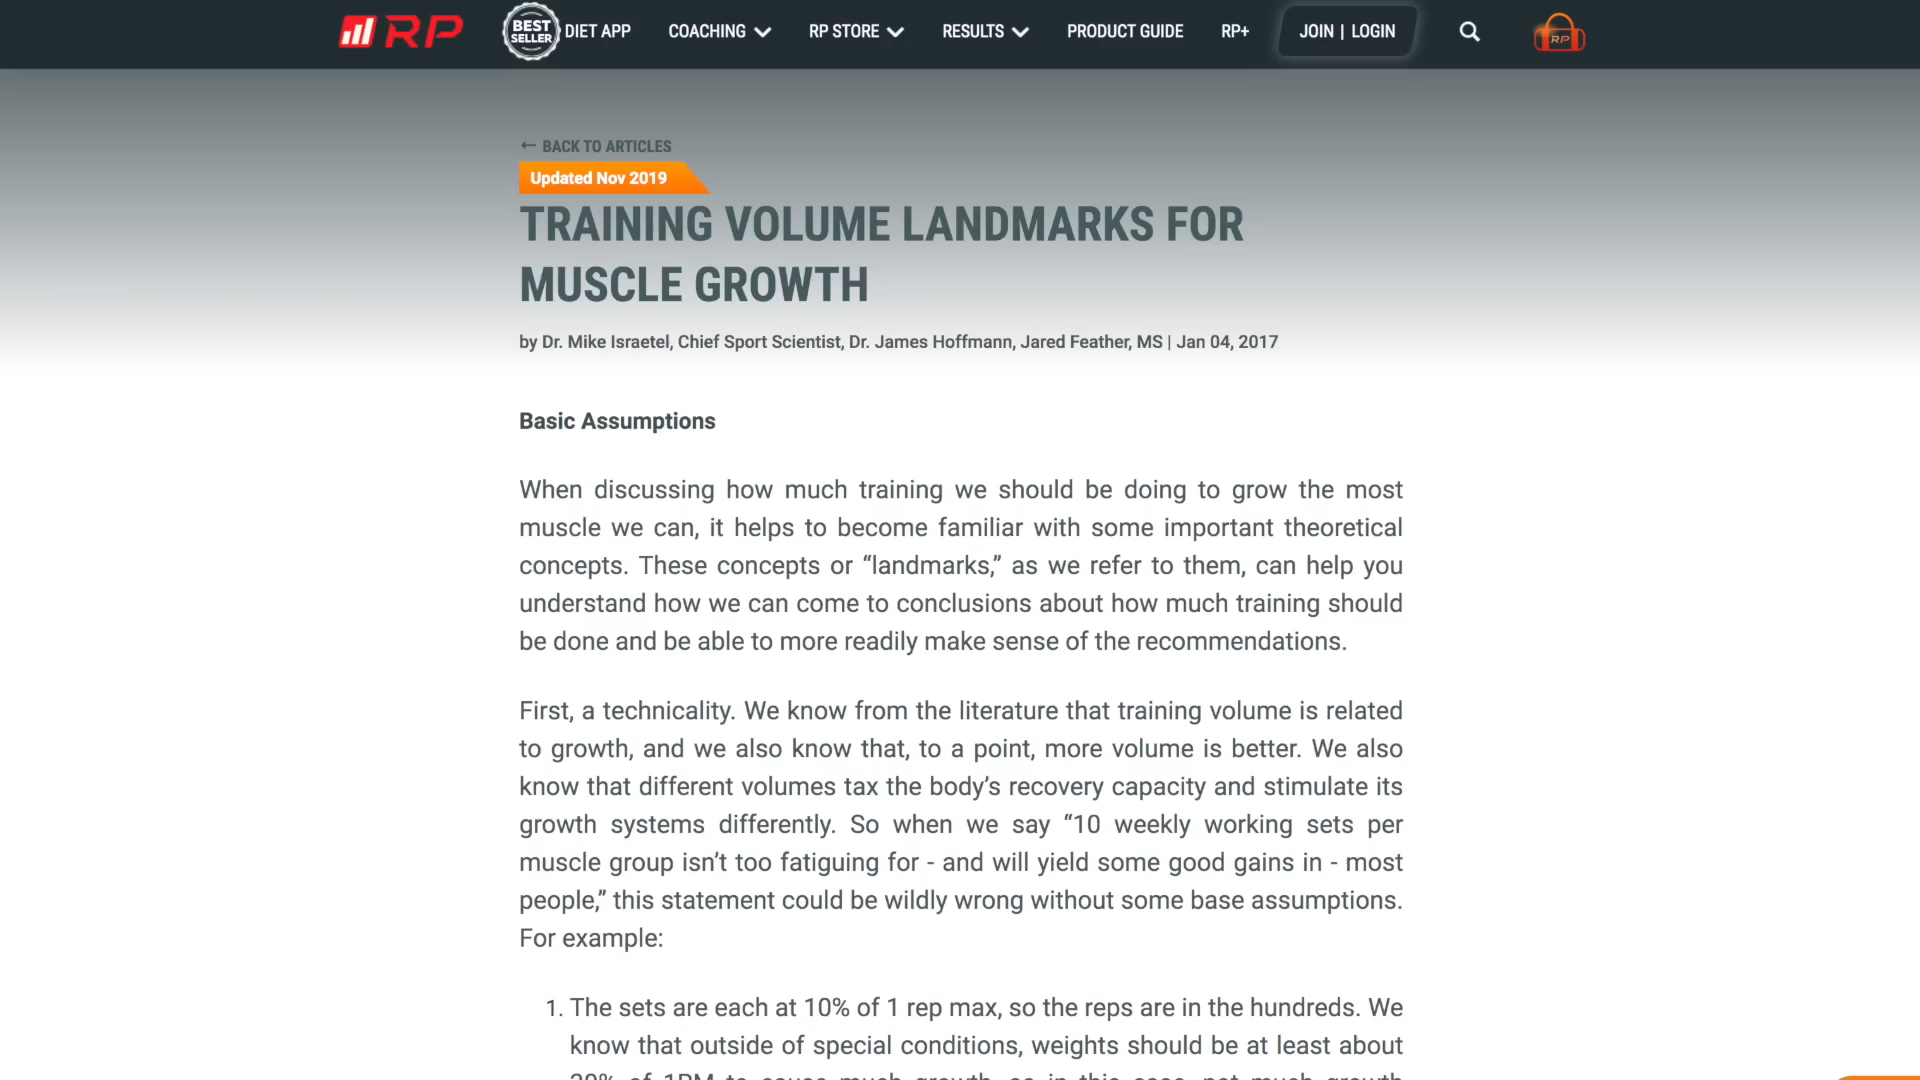 RP BEST SELLER DIET APP COACHING RP STORE RESULTS PRODUCT GUIDE RP+ JOIN | LOGIN RP
← BACK TO ARTICLES
Updated Nov 2019
TRAINING VOLUME LANDMARKS FOR
MUSCLE GROWTH
by Dr. Mike Israetel, Chief Sport Scientist, Dr. James Hoffmann, Jared Feather, MS | Jan 04, 2017
Basic Assumptions
When discussing how much training we should be doing to grow the most
muscle we can, it helps to become familiar with some important theoretical
concepts. These concepts or “landmarks,” as we refer to them, can help you
understand how we can come to conclusions about how much training should
be done and be able to more readily make sense of the recommendations.
First, a technicality. We know from the literature that training volume is related
to growth, and we also know that, to a point, more volume is better. We also
know that different volumes tax the body’s recovery capacity and stimulate its
growth systems differently. So when we say “10 weekly working sets per
muscle group isn’t too fatiguing for - and will yield some good gains in - most
people,” this statement could be wildly wrong without some base assumptions.
For example:
1. The sets are each at 10% of 1 rep max, so the reps are in the hundreds. We
know that outside of special conditions, weights should be at least about